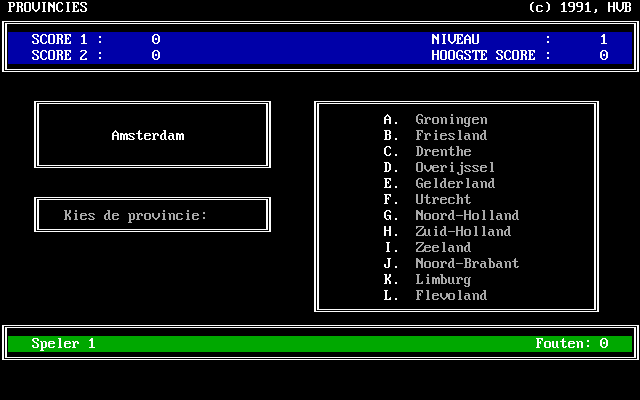 PROVINCIES (c) 1991, HVB
SCORE 1 : 0 NIVEAU : 1
SCORE 2 : 0 HOOGSTE SCORE : 0
Amsterdam
Kies de provincie:
A. Groningen
B. Friesland
C. Drenthe
D. Overijssel
E. Gelderland
F. Utrecht
G. Noord-Holland
H. Zuid-Holland
I. Zeeland
J. Noord-Brabant
K. Limburg
L. Flevoland
Speler 1 Fouten: 0